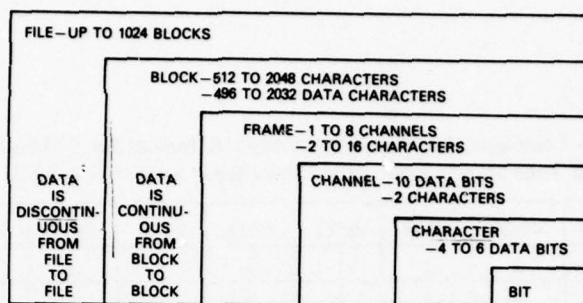 FILE—UP TO 1024 BLOCKS
BLOCK—512 TO 2048 CHARACTERS
—496 TO 2032 DATA CHARACTERS
FRAME—1 TO 8 CHANNELS
—2 TO 16 CHARACTERS
CHANNEL—10 DATA BITS
—2 CHARACTERS
CHARACTER
—4 TO 6 DATA BITS
BIT
DATA
IS
DISCONTIN-
UOUS
FROM
FILE
TO
FILE
DATA
IS
CONTINU-
OUS
FROM
BLOCK
TO
BLOCK